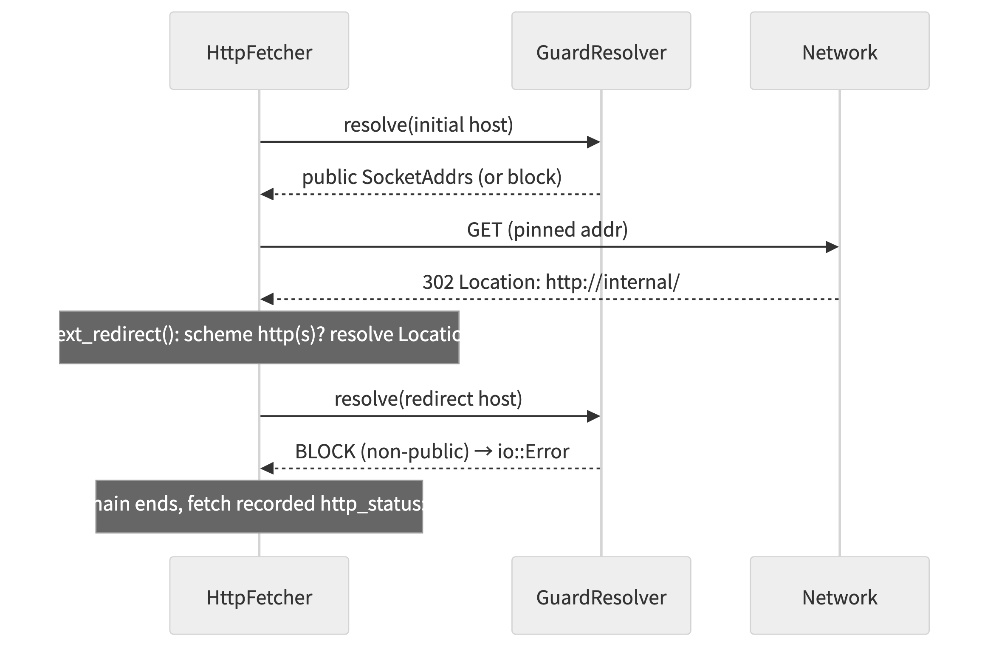 HttpFetcher GuardResolver Network
resolve(initial host)
public SocketAddrs (or block)
GET (pinned addr)
302 Location: http://internal/
ext_redirect(): scheme http(s)? resolve Locatio
resolve(redirect host)
BLOCK (non-public) → io::Error
ain ends, fetch recorded http_status:
HttpFetcher GuardResolver Network